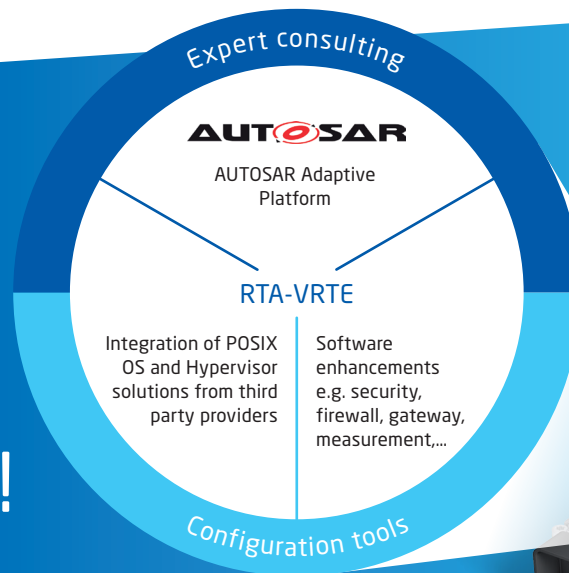 Expert consulting
AUTOSAR
AUTOSAR Adaptive
Platform
RTA-VRTE
Integration of POSIX
OS and Hypervisor
solutions from third
party providers
Software
enhancements
e.g. security,
firewall, gateway,
measurement,...
!
Configuration tools